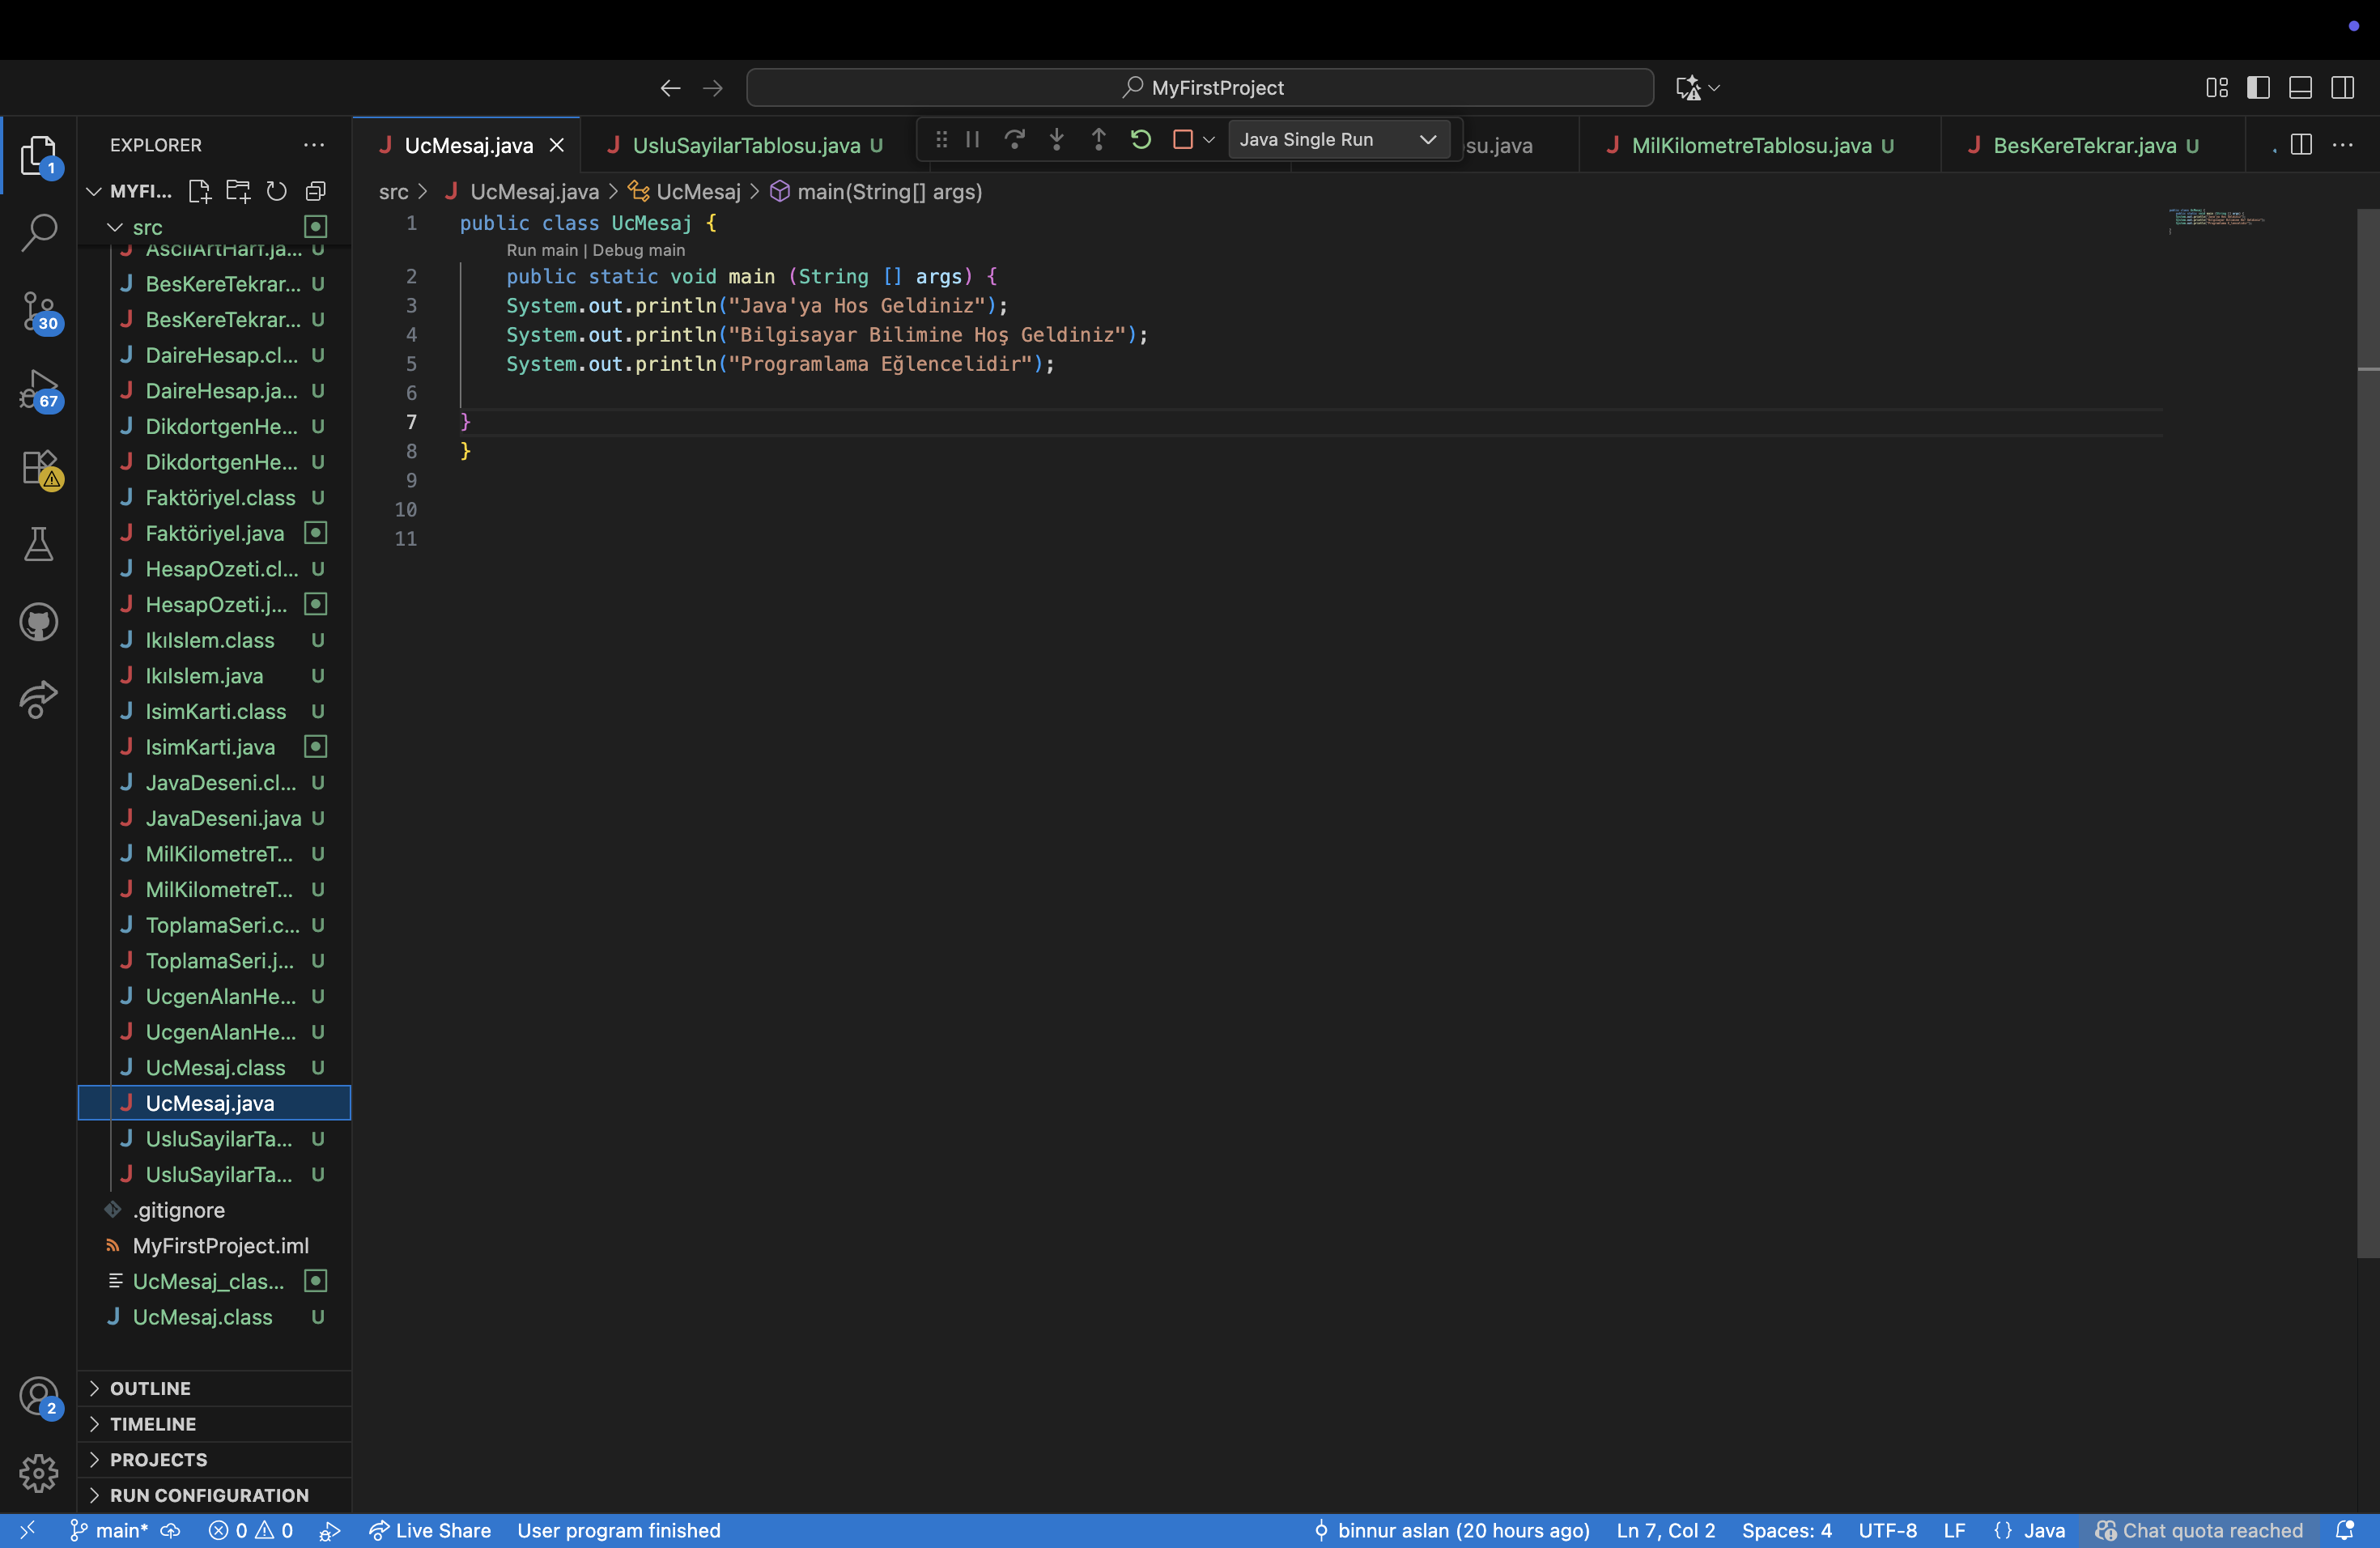 MyFirstProject
EXPLORER
UcMesaj.java
UsluSayilarTablosu.java U
Java Single Run
su.java
MilKilometreTablosu.java U
BesKereTekrar.java U
MYFI...
src > UcMesaj.java > UcMesaj > main(String[] args)
src
AsciiArtHarf.ja... U
BesKereTekrar... U
BesKereTekrar... U
DaireHesap.cl... U
DaireHesap.ja... U
DikdortgenHe... U
DikdortgenHe... U
Faktöriyel.class U
Faktöriyel.java
HesapOzeti.cl... U
HesapOzeti.j...
IkıIslem.class U
IkıIslem.java U
IsimKarti.class U
IsimKarti.java
JavaDeseni.cl... U
JavaDeseni.java U
MilKilometreT... U
MilKilometreT... U
ToplamaSeri.c... U
ToplamaSeri.j... U
UcgenAlanHe... U
UcgenAlanHe... U
UcMesaj.class U
UcMesaj.java
UsluSayilarTa... U
UsluSayilarTa... U
.gitignore
MyFirstProject.iml
UcMesaj_clas...
UcMesaj.class U
OUTLINE
TIMELINE
PROJECTS
RUN CONFIGURATION
1
30
67
2
1 public class UcMesaj {
Run main | Debug main
2 public static void main (String [] args) {
3 System.out.println("Java'ya Hos Geldiniz");
4 System.out.println("Bilgisayar Bilimine Hoş Geldiniz");
5 System.out.println("Programlama Eğlencelidir");
6
7 }
8 }
9
10
11
main* 0 0 Live Share User program finished
binnur aslan (20 hours ago) Ln 7, Col 2 Spaces: 4 UTF-8 LF {} Java Chat quota reached